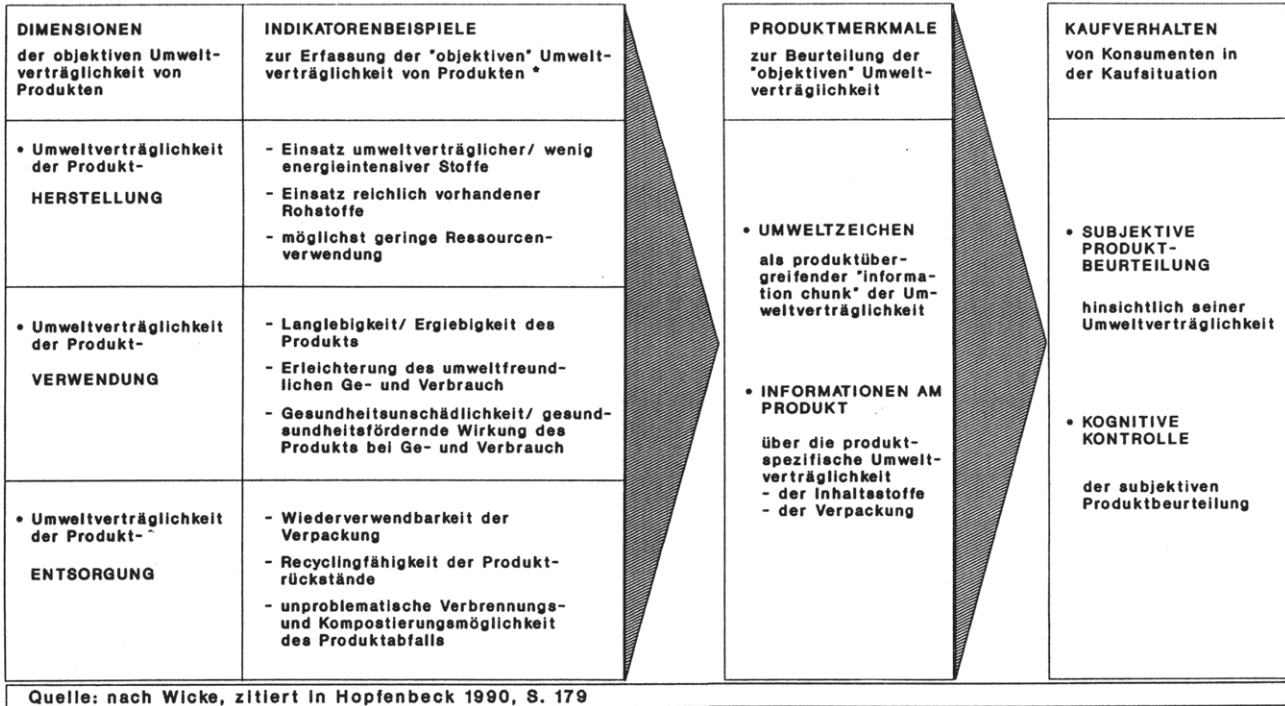 DIMENSIONEN
der objektiven Umwelt-
verträglichkeit von
Produkten
INDIKATORENBEISPIELE
zur Erfassung der "objektiven" Umwelt-
verträglichkeit von Produkten *
PRODUKTMERKMALE
zur Beurteilung der
"objektiven" Umwelt-
verträglichkeit
KAUFVERHALTEN
von Konsumenten in
der Kaufsituation
• Umweltverträglichkeit
der Produkt-
HERSTELLUNG
- Einsatz umweltverträglicher/ wenig
energieintensiver Stoffe
- Einsatz reichlich vorhandener
Rohstoffe
- möglichst geringe Ressourcen-
verwendung
• Umweltverträglichkeit
der Produkt-
VERWENDUNG
- Langlebigkeit/ Ergiebigkeit des
Produkts
- Erleichterung des umweltfreund-
lichen Ge- und Verbrauch
- Gesundheitsunschädlichkeit/ gesund-
sundheitsfördernde Wirkung des
Produkts bei Ge- und Verbrauch
• Umweltverträglichkeit
der Produkt-
ENTSORGUNG
- Wiederverwendbarkeit der
Verpackung
- Recyclingfähigkeit der Produkt-
rückstände
- unproblematische Verbrennungs-
und Kompostierungsmöglichkeit
des Produktabfalls
• UMWELTZEICHEN
als produktüber-
greifender "informa-
tion chunk" der Um-
weltverträglichkeit
• INFORMATIONEN AM
PRODUKT
über die produkt-
spezifische Umwelt-
verträglichkeit
- der Inhaltsstoffe
- der Verpackung
• SUBJEKTIVE
PRODUKT-
BEURTEILUNG
hinsichtlich seiner
Umweltverträglichkeit
• KOGNITIVE
KONTROLLE
der subjektiven
Produktbeurteilung
Quelle: nach Wicke, zitiert in Hopfenbeck 1990, S. 179